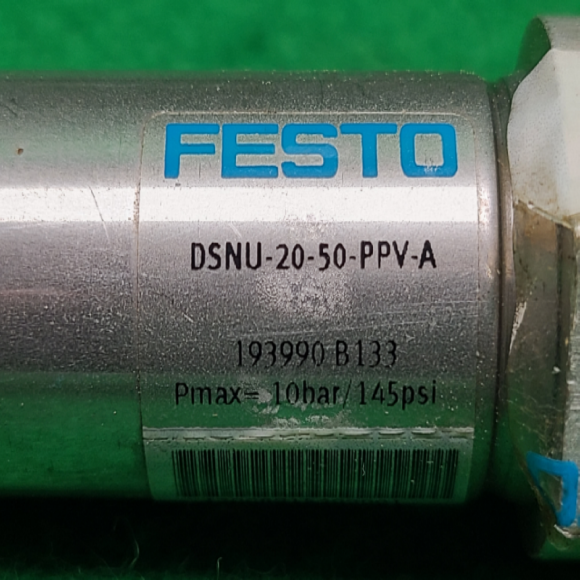 FESTO
DSNU-20-50-PPV-A
193990 B133
Pmax= 10bar/145psi